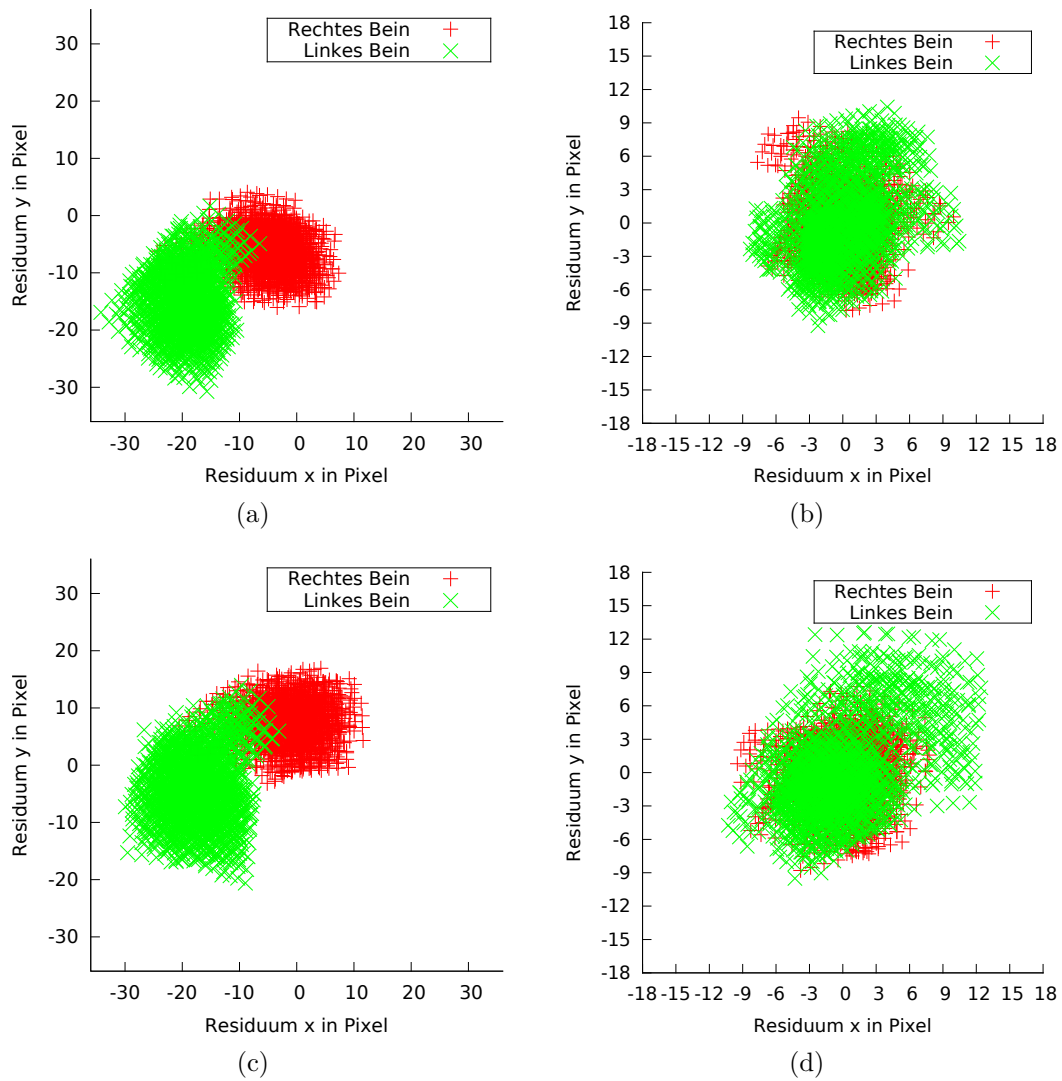 Rechtes Bein
Linkes Bein
30
20
10
0
-10
-20
-30
-30 -20 -10 0 10 20 30
Residuum y in Pixel
Residuum x in Pixel
(a)
Rechtes Bein
Linkes Bein
18
15
12
9
6
3
0
-3
-6
-9
-12
-15
-18
-18 -15 -12 -9 -6 -3 0 3 6 9 12 15 18
Residuum y in Pixel
Residuum x in Pixel
(b)
Rechtes Bein
Linkes Bein
30
20
10
0
-10
-20
-30
-30 -20 -10 0 10 20 30
Residuum y in Pixel
Residuum x in Pixel
(c)
Rechtes Bein
Linkes Bein
18
15
12
9
6
3
0
-3
-6
-9
-12
-15
-18
-18 -15 -12 -9 -6 -3 0 3 6 9 12 15 18
Residuum y in Pixel
Residuum x in Pixel
(d)